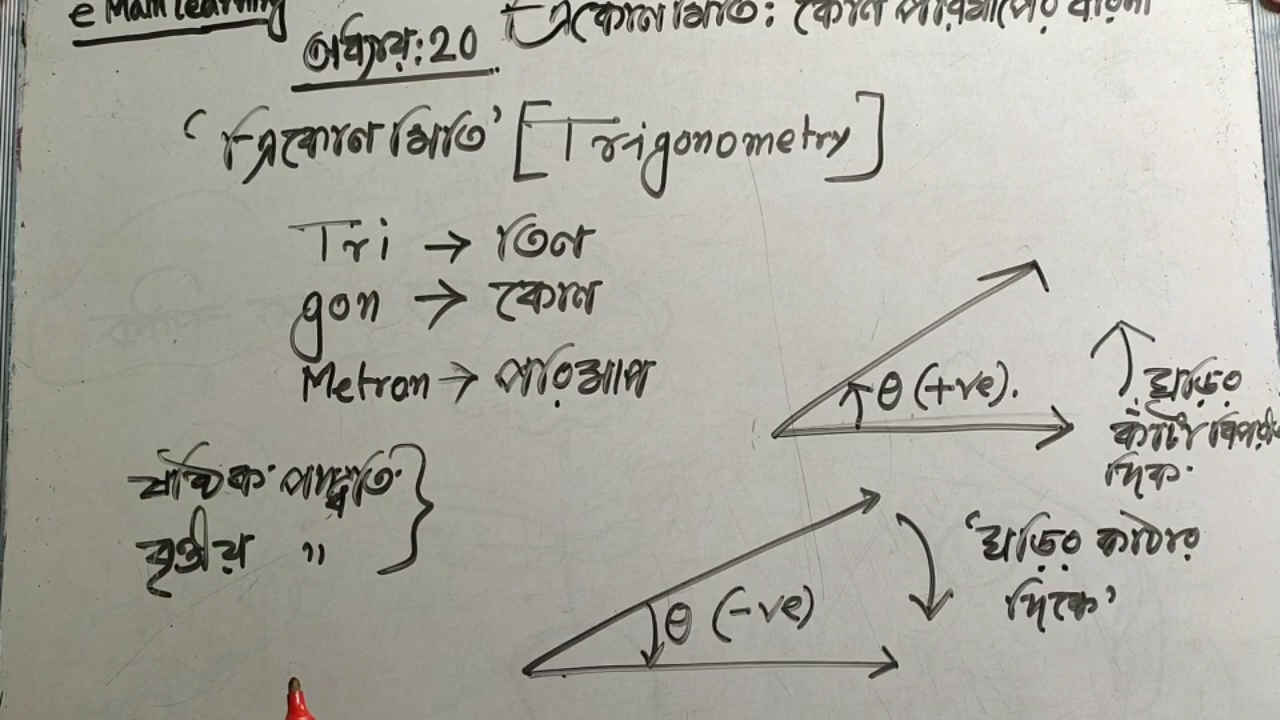 e Math Learning
অধ্যায়: 20
ত্রিকোণমিতি: কোণ পরিমাপের ধারণা
'ত্রিকোনমিতি' [Trigonometry]
Tri → তিন
gon → কোন
Metron → পরিমাপ
ষষ্টিক পদ্ধতি
বৃত্তীয় "
θ (+ve).
ঘড়ির
কাঁটার বিপরীত
দিক
θ (-ve)
'ঘড়ির কাটার
দিকে'